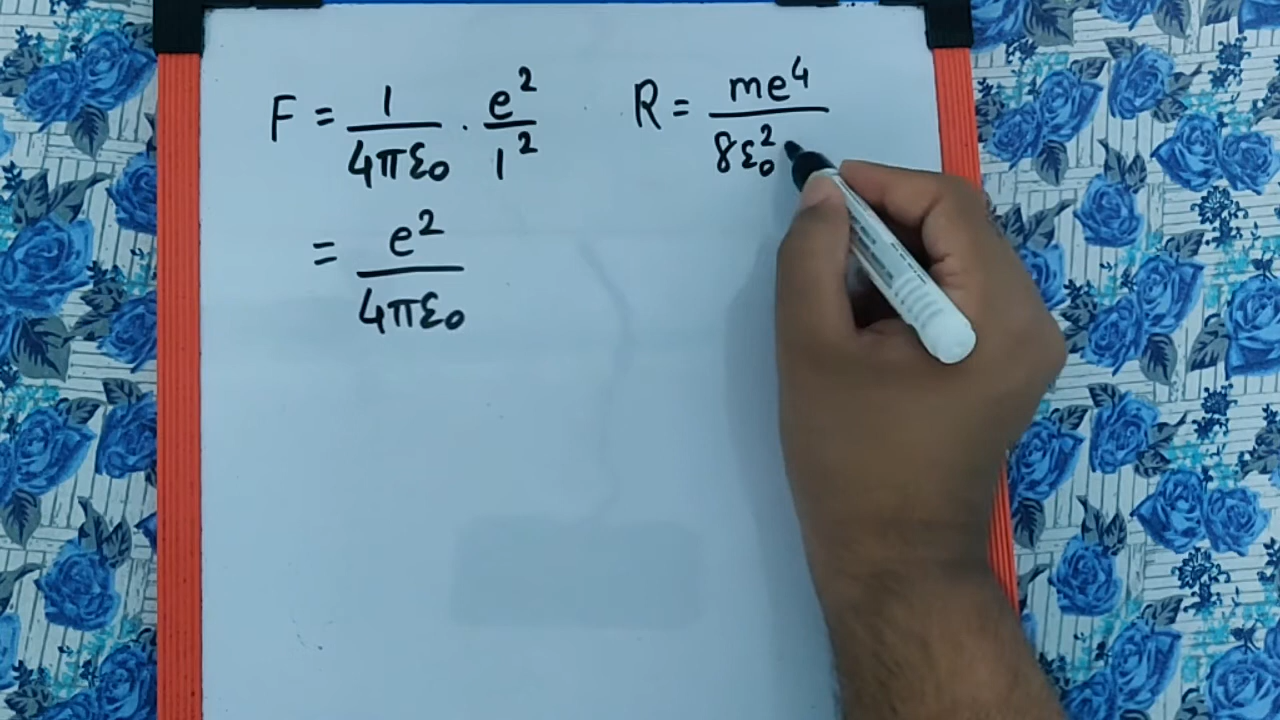 F = 1/4πε₀ · e²/1²
= e²/4πε₀
R = me⁴/8ε₀²